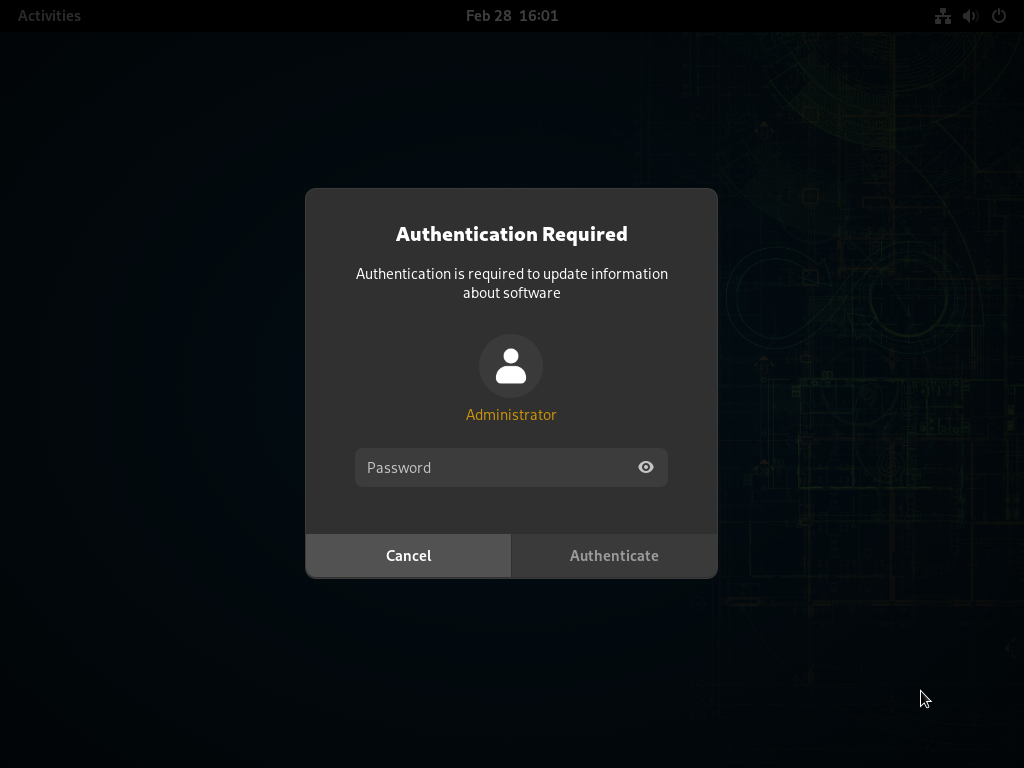 Activities
Feb 28 16:01
Authentication Required
Authentication is required to update information
about software
Administrator
Password
Cancel
Authenticate